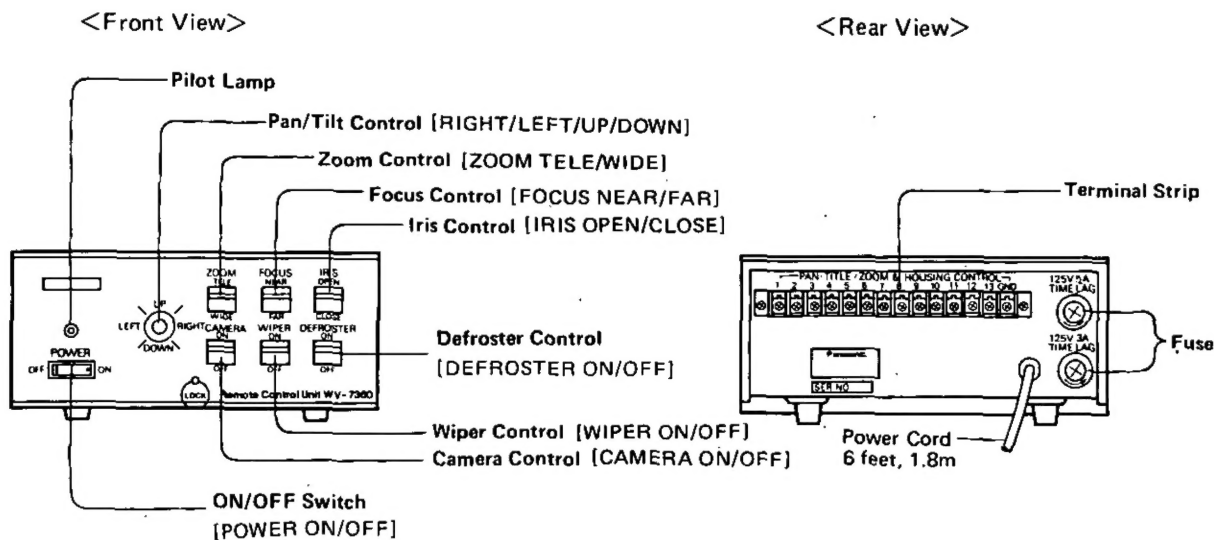 <Front View>
Pilot Lamp
Pan/Tilt Control [RIGHT/LEFT/UP/DOWN]
Zoom Control [ZOOM TELE/WIDE]
Focus Control [FOCUS NEAR/FAR]
Iris Control [IRIS OPEN/CLOSE]
ZOOM FOCUS IRIS
TELE NEAR OPEN
WIDE FAR CLOSE
UP
LEFT RIGHT
DOWN
CAMERA WIPER DEFROSTER
ON ON ON
OFF OFF OFF
POWER
OFF ON
LOCK
Remote Control Unit WV-7360
Defroster Control
[DEFROSTER ON/OFF]
Wiper Control [WIPER ON/OFF]
Camera Control [CAMERA ON/OFF]
ON/OFF Switch
[POWER ON/OFF]
<Rear View>
Terminal Strip
PAN·TITLE/ZOOM & HOUSING CONTROL
1 2 3 4 5 6 7 8 9 10 11 12 13 GND
125V 5A
TIME LAG
125V 3A
TIME LAG
Fuse
Panasonic
SER NO
Power Cord
6 feet, 1.8m